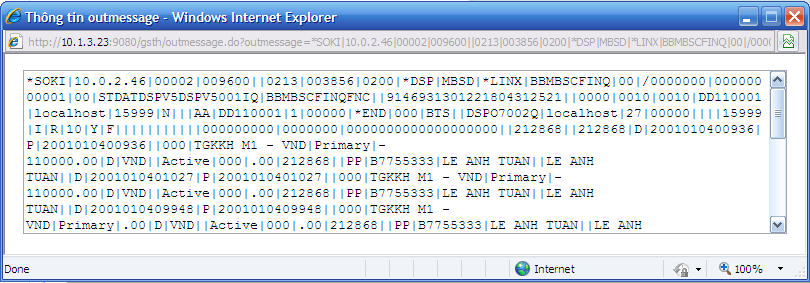 Thông tin outmessage - Windows Internet Explorer
http://10.1.3.23:9080/gsth/outmessage.do?outmessage=*SOKI|10.0.2.46|00002|009600||0213|003856|0200|*DSP|MBSD|*LINX|BBMBSCFINQ|00|/0000
*SOKI|10.0.2.46|00002|009600||0213|003856|0200|*DSP|MBSD|*LINX|BBMBSCFINQ|00|/0000000|0000000
00001|00|STDATDSPV5DSPV5001IQ|BBMBSCFINQFNC||9146931301221804312521||0000|0010|0010|DD110001
|localhost|15999|N|||AA|DD110001|1|00000|*END|000|BTS||DSPO7002Q|localhost|27|00000|||||15999
|I|R|10|Y|F|||||||||||00000000|0000000|00000000000000000000||212868||212868|D|2001010400936|
P|2001010400936||000|TGKKH M1 - VND|Primary|-
110000.00|D|VND||Active|000|.00|212868||PP|B7755333|LE ANH TUAN||LE ANH
TUAN||D|2001010401027|P|2001010401027||000|TGKKH M1 - VND|Primary|-
110000.00|D|VND||Active|000|.00|212868||PP|B7755333|LE ANH TUAN||LE ANH
TUAN||D|2001010409948|P|2001010409948||000|TGKKH M1 -
VND|Primary|.00|D|VND||Active|000|.00|212868||PP|B7755333|LE ANH TUAN||LE ANH
Done
Internet
100%